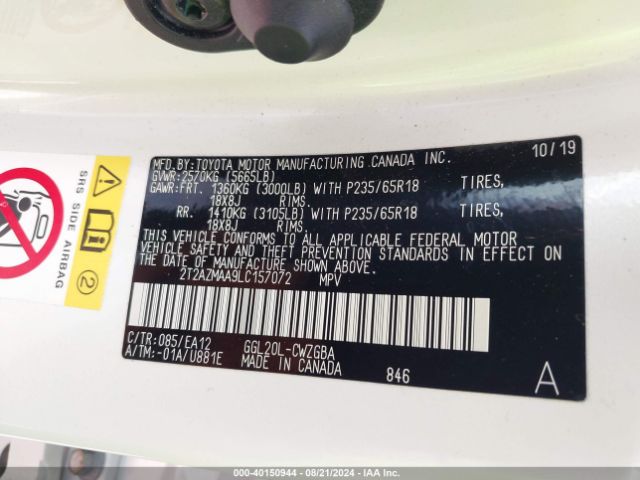 MFD.BY:TOYOTA MOTOR MANUFACTURING CANADA INC. 10/19
GVWR:2570KG (5665LB)
GAWR:FRT. 1360KG (3000LB) WITH P235/65R18 TIRES,
18X8J RIMS.
RR. 1410KG (3105LB) WITH P235/65R18 TIRES,
18X8J RIMS.
THIS VEHICLE CONFORMS TO ALL APPLICABLE FEDERAL MOTOR
VEHICLE SAFETY AND THEFT PREVENTION STANDARDS IN EFFECT ON
THE DATE OF MANUFACTURE SHOWN ABOVE.
2T2AZMAA9LC157072 MPV
C/TR:085/EA12 GGL20L-CWZGBA
A/TM:-01A/U881E MADE IN CANADA
846 A
SRS SIDE AIRBAG
2
000-40150944 - 08/21/2024 - IAAI.com